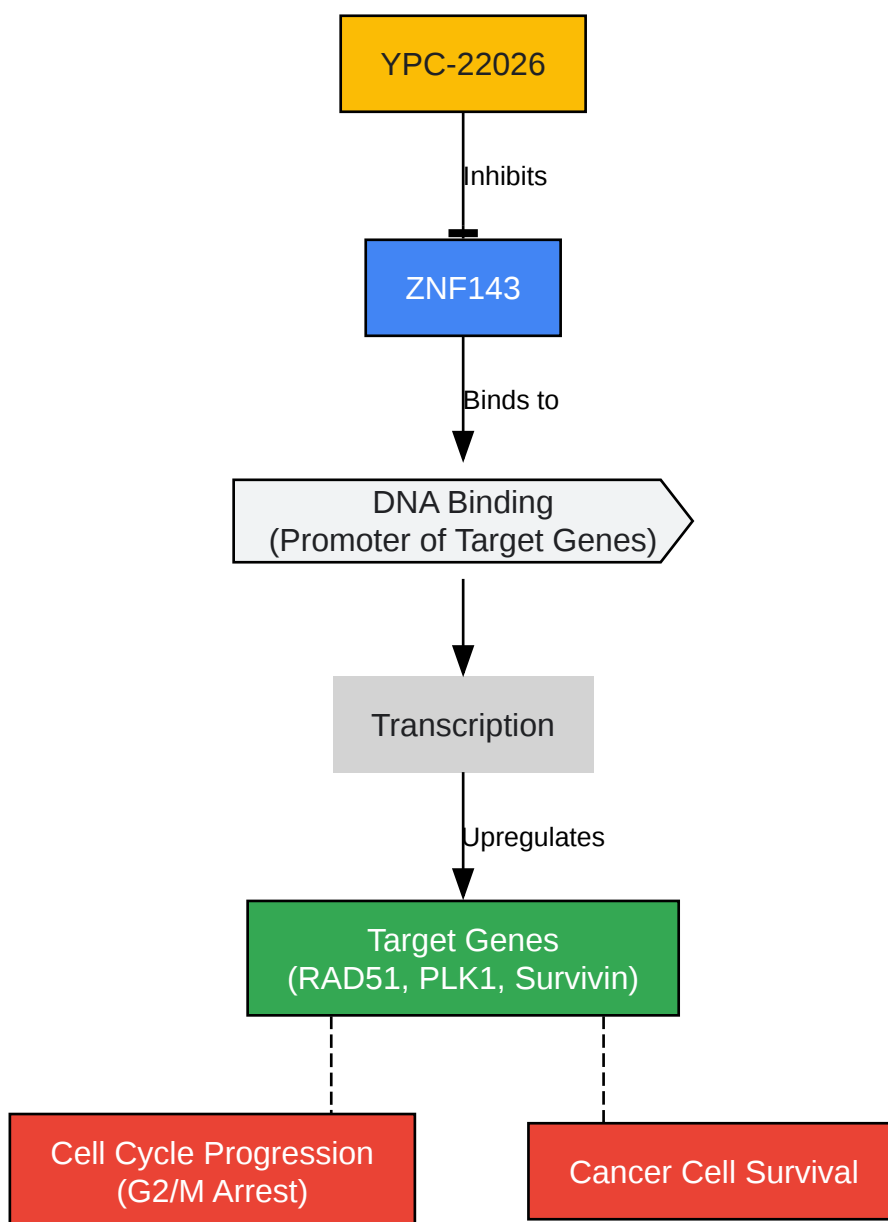 YPC-22026
Inhibits
ZNF143
Binds to
DNA Binding
(Promoter of Target Genes)
Transcription
Upregulates
Target Genes
(RAD51, PLK1, Survivin)
Cell Cycle Progression
(G2/M Arrest)
Cancer Cell Survival